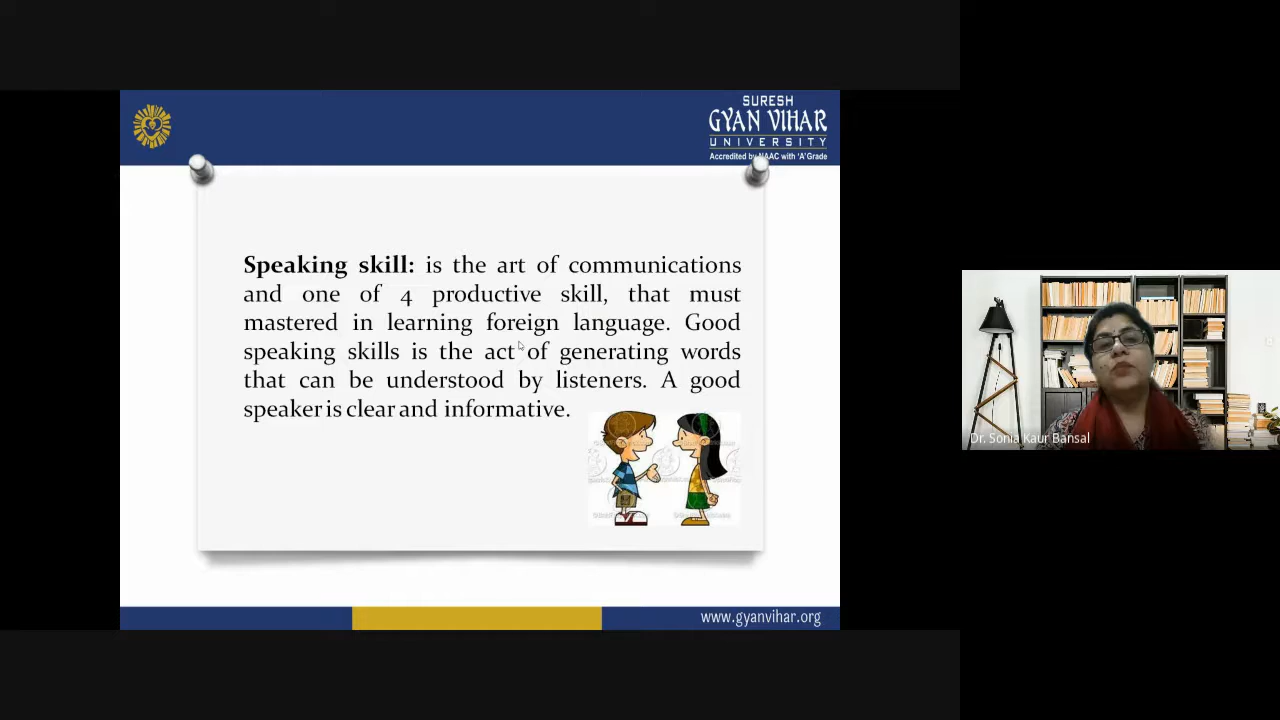 SURESH
GYAN VIHAR
UNIVERSITY
Accredited by NAAC with 'A' Grade
Speaking skill: is the art of communications
and one of 4 productive skill, that must
mastered in learning foreign language. Good
speaking skills is the act of generating words
that can be understood by listeners. A good
speaker is clear and informative.
www.gyanvihar.org
Dr. Sonia Kaur Bansal